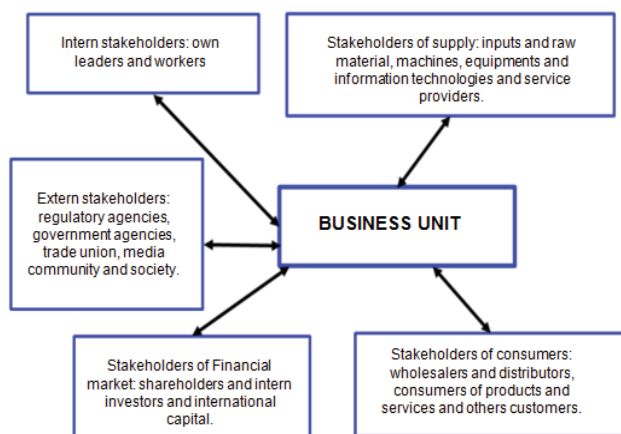 Intern stakeholders: own
leaders and workers
Stakeholders of supply: inputs and raw
material, machines, equipments and
information technologies and service
providers.
Extern stakeholders:
regulatory agencies,
government agencies,
trade union, media
community and society.
BUSINESS UNIT
Stakeholders of Financial
market: shareholders and intern
investors and international
capital.
Stakeholders of consumers:
wholesalers and distributors,
consumers of products and
services and others customers.